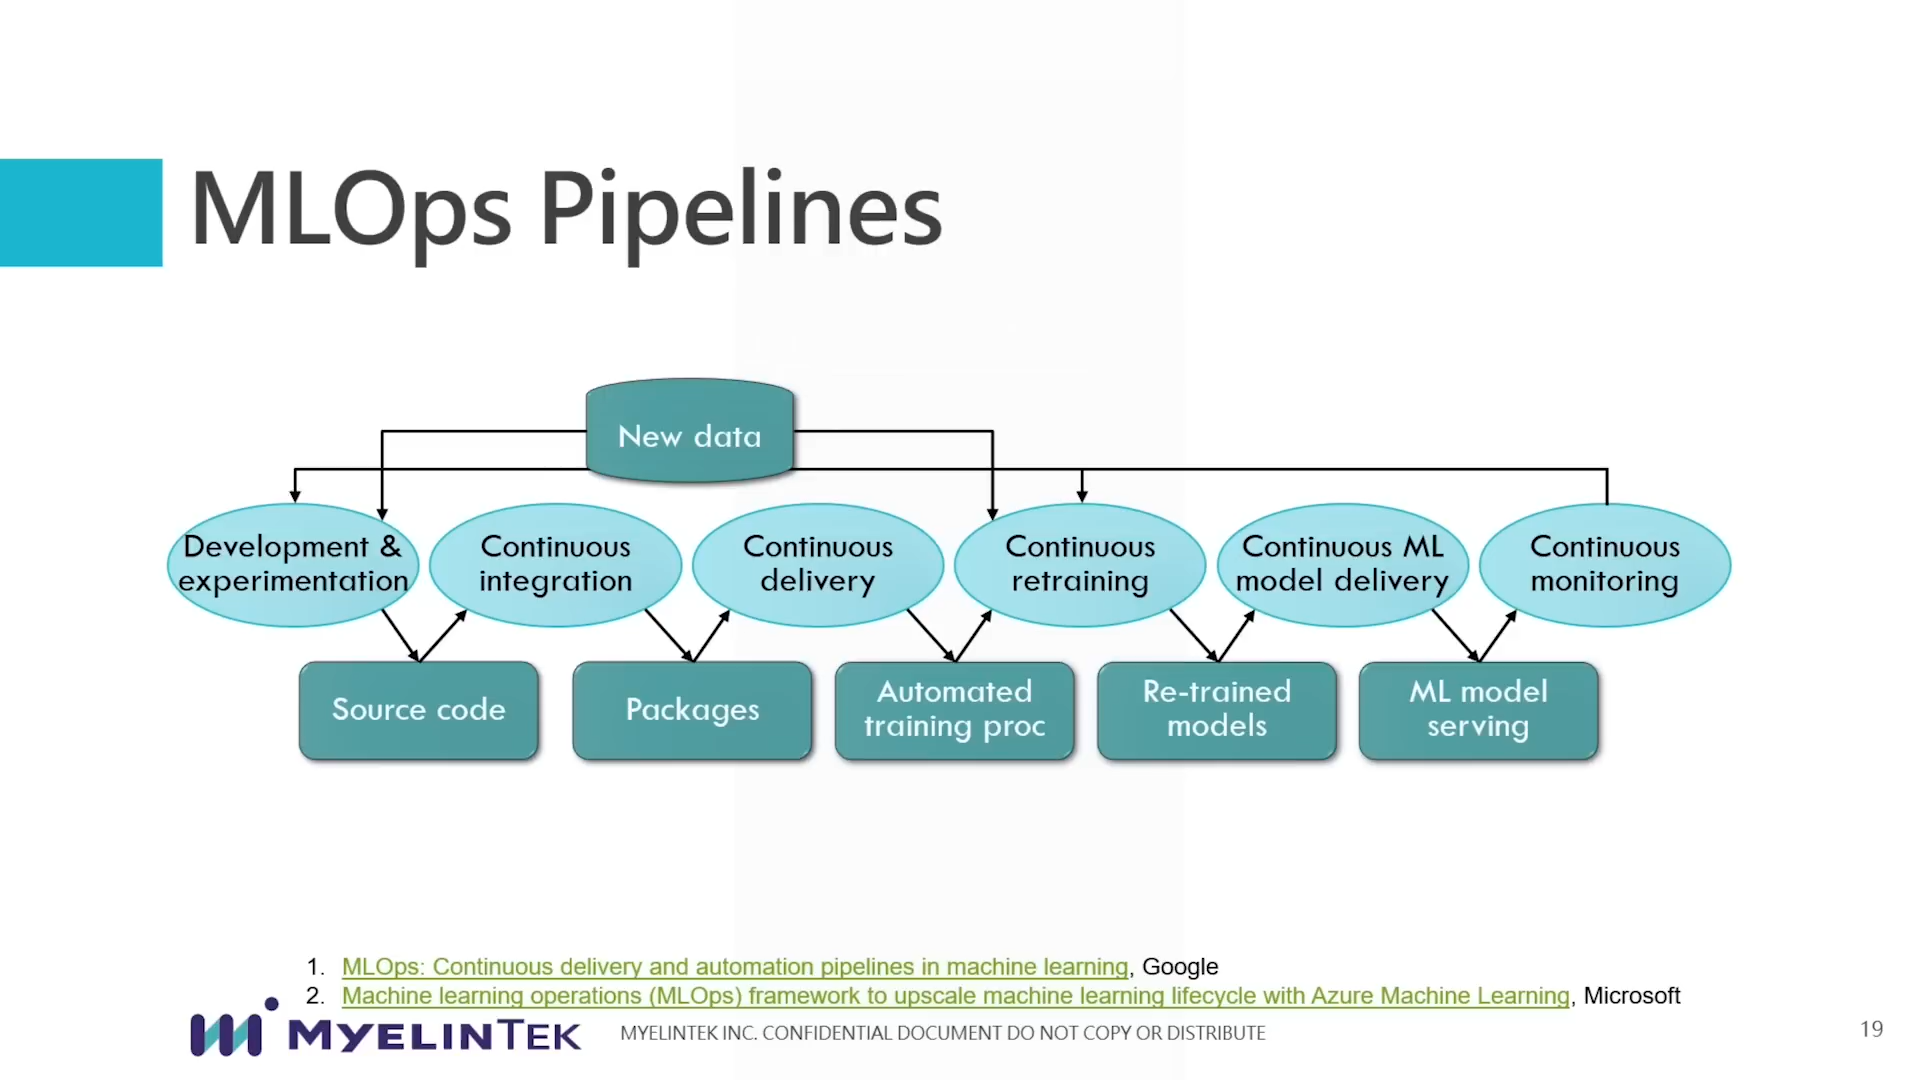 MLOps Pipelines
New data
Development &
experimentation
Continuous
integration
Continuous
delivery
Continuous
retraining
Continuous ML
model delivery
Continuous
monitoring
Source code
Packages
Automated
training proc
Re-trained
models
ML model
serving
1. MLOps: Continuous delivery and automation pipelines in machine learning, Google
2. Machine learning operations (MLOps) framework to upscale machine learning lifecycle with Azure Machine Learning, Microsoft
MYELINTEK
MYELINTEK INC. CONFIDENTIAL DOCUMENT DO NOT COPY OR DISTRIBUTE
19